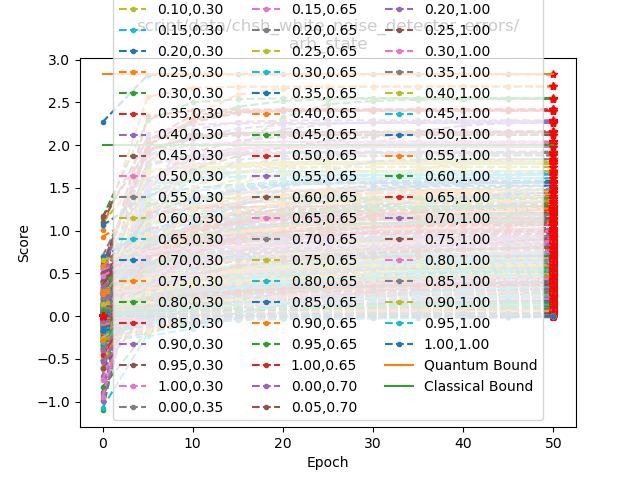 script/data/chsh_white_noise_detector_errors/
arb_state
0.10,0.30 0.15,0.65 0.20,1.00
0.15,0.30 0.20,0.65 0.25,1.00
0.20,0.30 0.25,0.65 0.30,1.00
0.25,0.30 0.30,0.65 0.35,1.00
0.30,0.30 0.35,0.65 0.40,1.00
0.35,0.30 0.40,0.65 0.45,1.00
0.40,0.30 0.45,0.65 0.50,1.00
0.45,0.30 0.50,0.65 0.55,1.00
0.50,0.30 0.55,0.65 0.60,1.00
0.55,0.30 0.60,0.65 0.65,1.00
0.60,0.30 0.65,0.65 0.70,1.00
0.65,0.30 0.70,0.65 0.75,1.00
0.70,0.30 0.75,0.65 0.80,1.00
0.75,0.30 0.80,0.65 0.85,1.00
0.80,0.30 0.85,0.65 0.90,1.00
0.85,0.30 0.90,0.65 0.95,1.00
0.90,0.30 0.95,0.65 1.00,1.00
0.95,0.30 1.00,0.65 Quantum Bound
1.00,0.30 0.00,0.70 Classical Bound
0.00,0.35 0.05,0.70
3.0
2.5
2.0
1.5
1.0
0.5
0.0
−0.5
−1.0
Score
0 10 20 30 40 50
Epoch